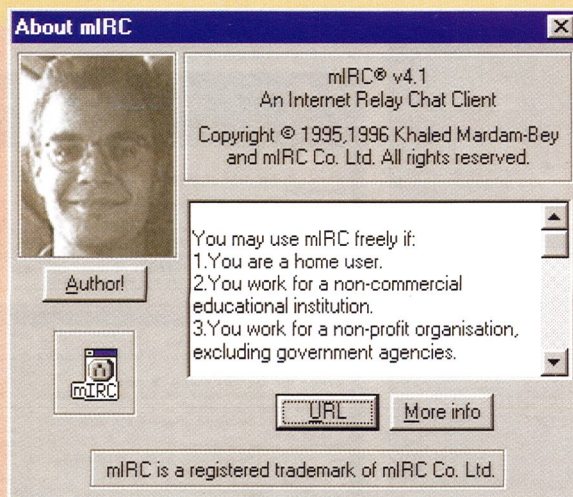 About mIRC
mIRC® v4.1
An Internet Relay Chat Client
Copyright © 1995,1996 Khaled Mardam-Bey
and mIRC Co. Ltd. All rights reserved.
Author!
You may use mIRC freely if:
1.You are a home user.
2.You work for a non-commercial
educational institution.
3.You work for a non-profit organisation,
excluding government agencies.
mIRC
URL
More info
mIRC is a registered trademark of mIRC Co. Ltd.